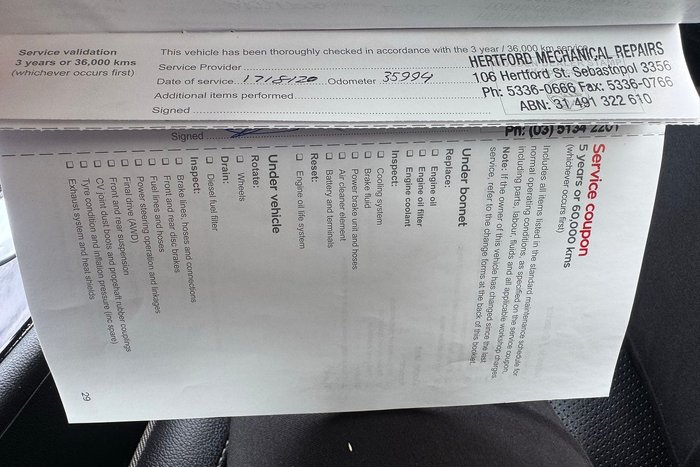 Service validation
3 years or 36,000 kms
(whichever occurs first)
This vehicle has been thoroughly checked in accordance with the 3 year / 36,000 km service
Service Provider
Date of service 17/8/20 Odometer 35994
Additional items performed
Signed
HERTFORD MECHANICAL REPAIRS
106 Hertford St. Sebastopol 3356
Ph: 5336-0666 Fax: 5336-0766
ABN: 31 491 322 610
Signed
Ph: (03) 5134 2201
Service coupon
5 years or 60,000 kms
(whichever occurs first)
Includes all items listed in the standard maintenance schedule for
normal operating conditions, as specified on the service coupon,
including parts, labour, fluids and all applicable workshop charges.
Note: If the owner of this vehicle has changed since the last
service, refer to the change forms at the back of this booklet.
Under bonnet
Replace:
Engine oil
Engine oil filter
Engine coolant
Inspect:
Cooling system
Brake fluid
Power brake unit and hoses
Air cleaner element
Battery and terminals
Reset:
Engine oil life system
Under vehicle
Rotate:
Wheels
Drain:
Diesel fuel filter
Inspect:
Brake lines, hoses and connections
Front and rear disc brakes
Fuel lines and hoses
Power steering operation and linkages
Final drive (AWD)
Front and rear suspension
CV joint dust boots and propshaft rubber couplings
Tyre condition and inflation pressure (inc spare)
Exhaust system and heat shields
29